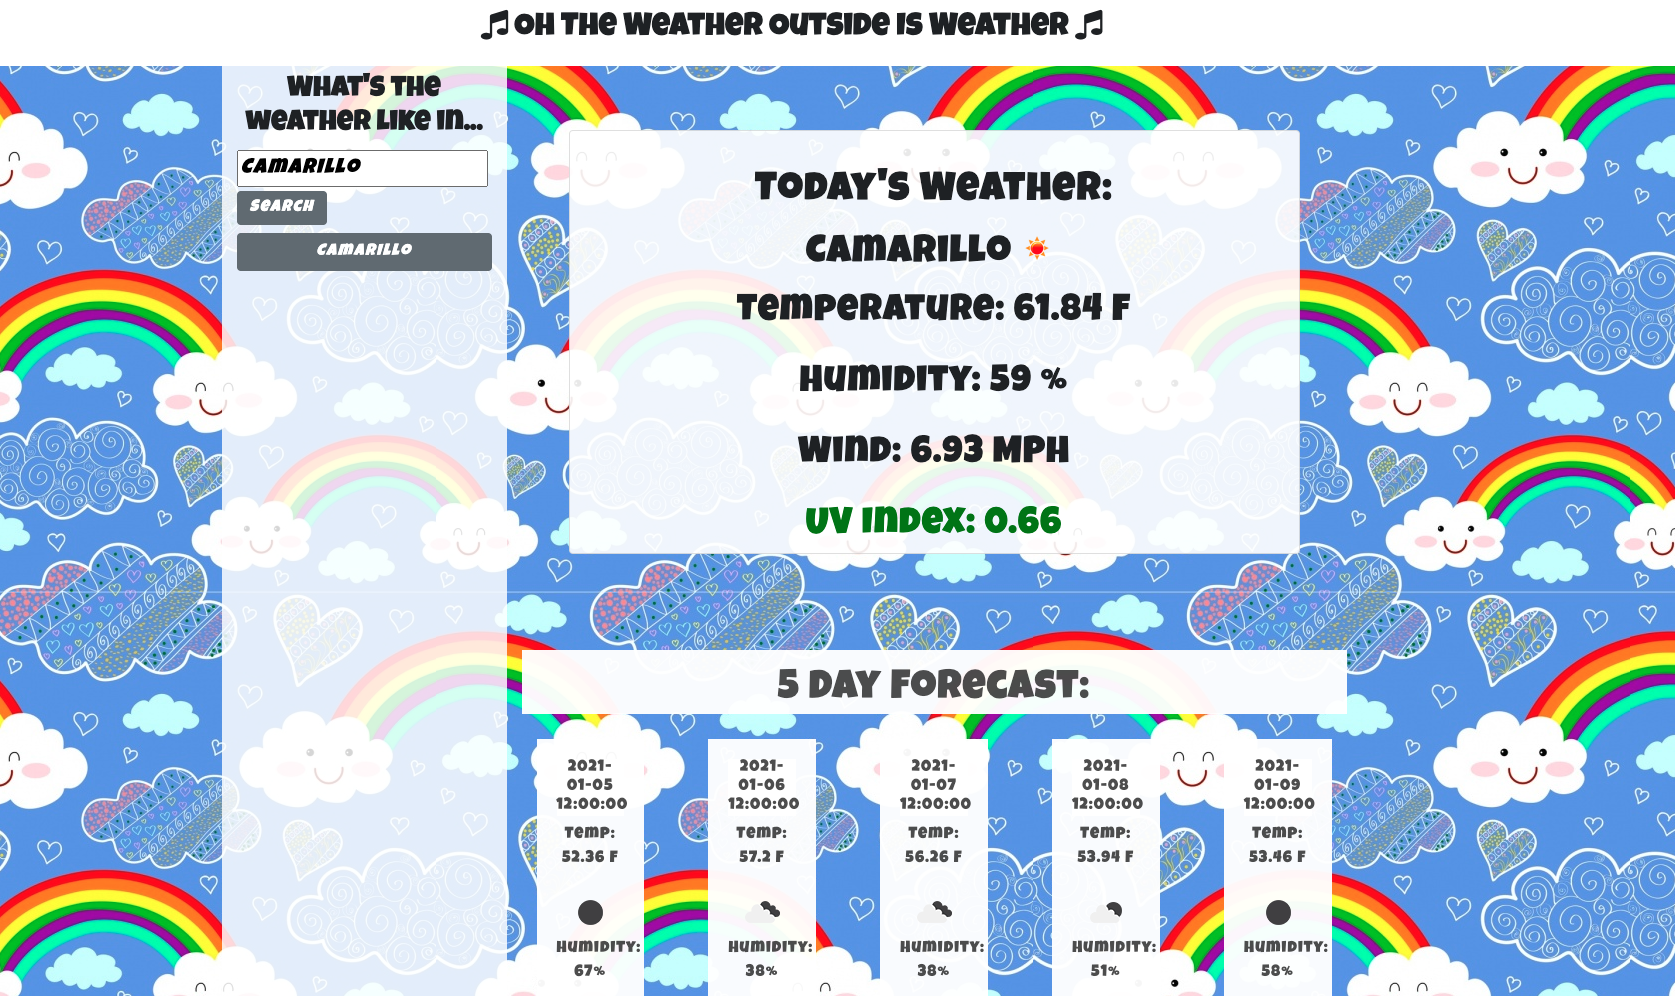 ♫ Oh the Weather Outside is Weather ♫
What's the
Weather Like in...
Camarillo
Search
Camarillo
Today's Weather:
Camarillo
Temperature: 61.84 F
Humidity: 59 %
Wind: 6.93 MPH
UV Index: 0.66
5 Day Forecast:
2021-
01-05
12:00:00
Temp:
52.36 F
Humidity:
67%
2021-
01-06
12:00:00
Temp:
57.2 F
Humidity:
38%
2021-
01-07
12:00:00
Temp:
56.26 F
Humidity:
38%
2021-
01-08
12:00:00
Temp:
53.94 F
Humidity:
51%
2021-
01-09
12:00:00
Temp:
53.46 F
Humidity:
58%